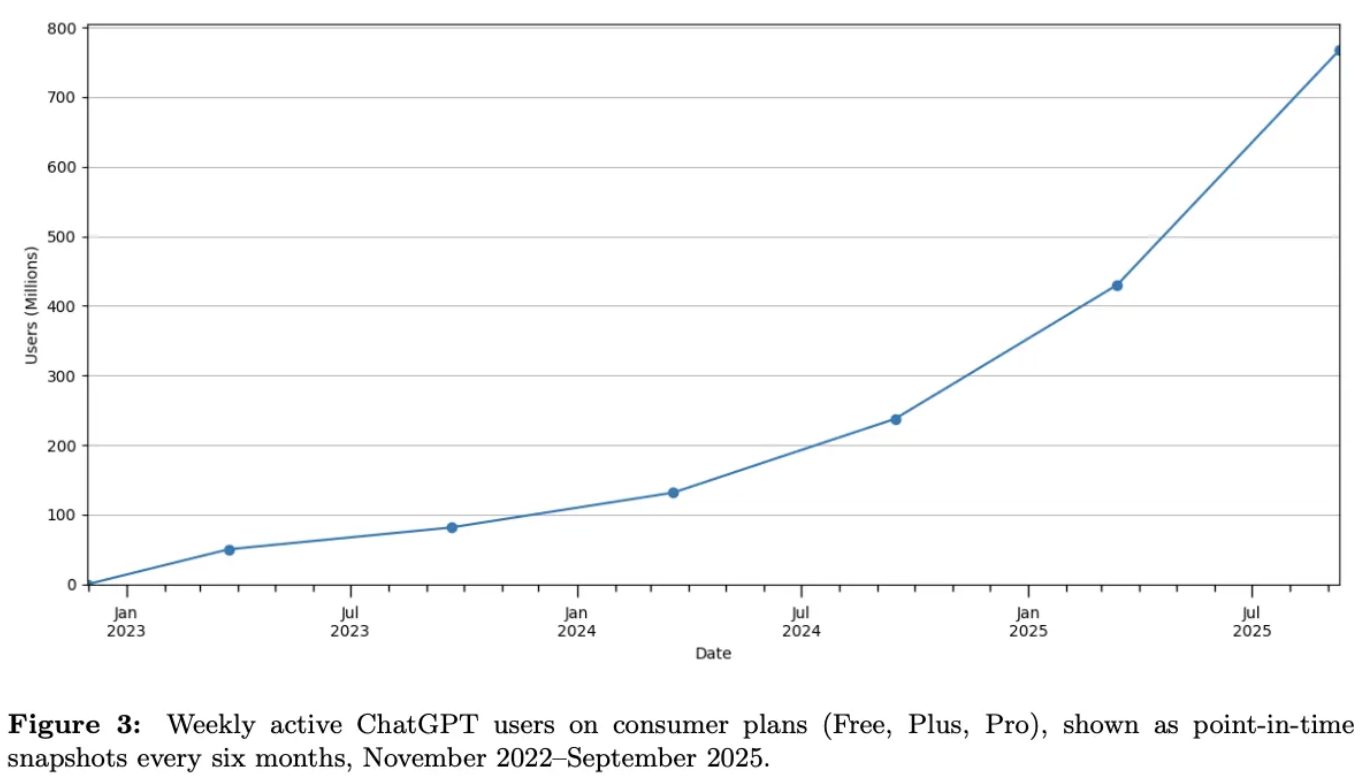 800
700
600
500
400
300
200
100
0
Users (Millions)
Jan
2023
Jul
2023
Jan
2024
Jul
2024
Jan
2025
Jul
2025
Date
Figure 3: Weekly active ChatGPT users on consumer plans (Free, Plus, Pro), shown as point-in-time
snapshots every six months, November 2022–September 2025.